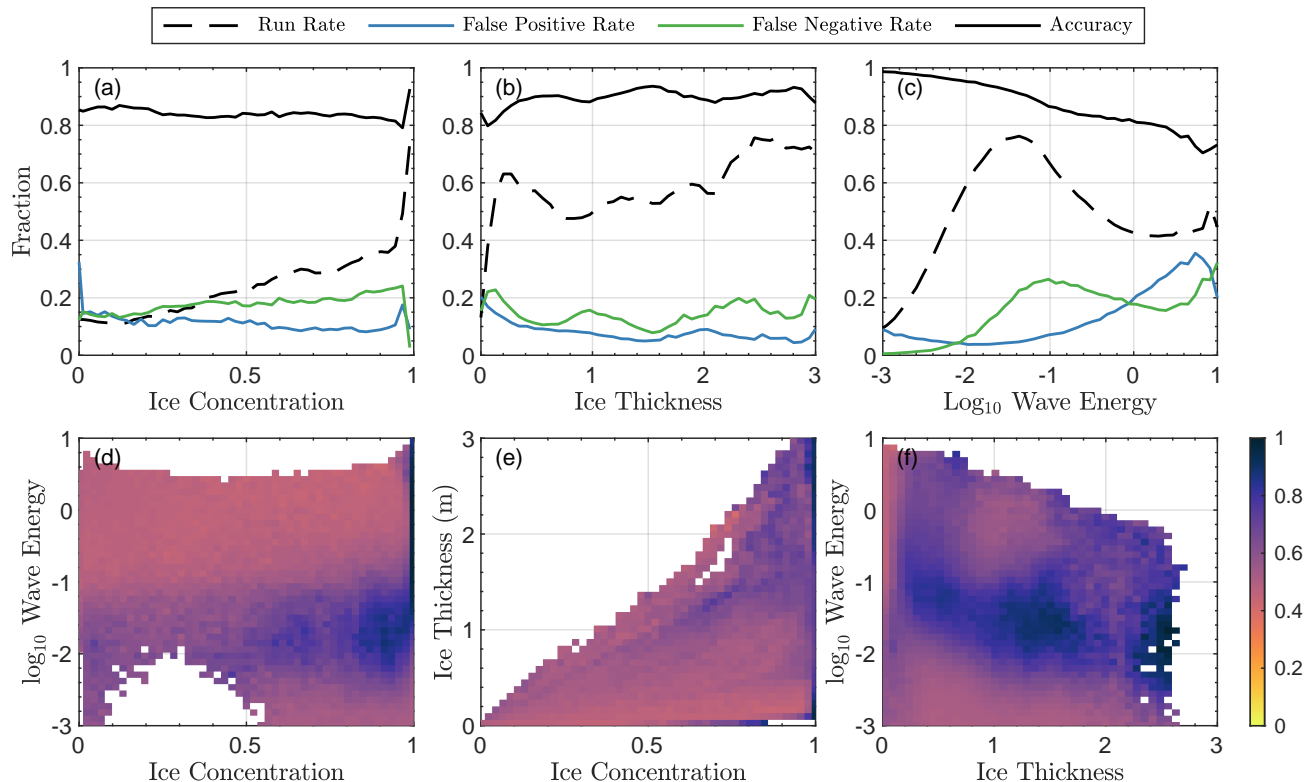 Run Rate False Positive Rate False Negative Rate Accuracy
(a) (b) (c)
Fraction
1
0.8
0.6
0.4
0.2
0
0 0.5 1
Ice Concentration
0 1 2 3
Ice Thickness
-3 -2 -1 0 1
Log10 Wave Energy
(d) (e) (f)
log10 Wave Energy
1
0
-1
-2
-3
0 0.5 1
Ice Concentration
Ice Thickness (m)
3
2
1
0
0 0.5 1
Ice Concentration
log10 Wave Energy
1
0
-1
-2
-3
0 1 2 3
Ice Thickness
1
0.8
0.6
0.4
0.2
0